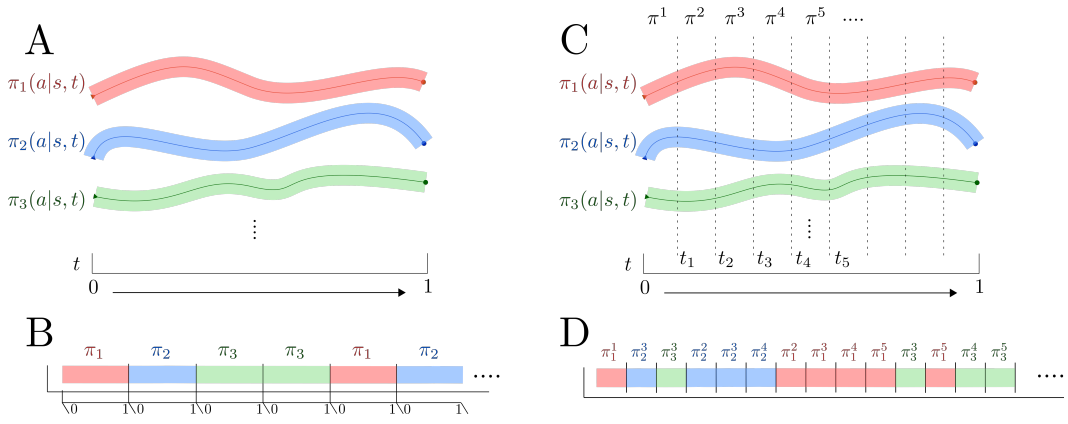 A
π₁(a|s, t)
π₂(a|s, t)
π₃(a|s, t)
t
0 1
B
π₁ π₂ π₃ π₃ π₁ π₂ ....
\0 1\0 1\0 1\0 1\0 1\0 1\
C
π¹ π² π³ π⁴ π⁵ ....
π₁(a|s, t)
π₂(a|s, t)
π₃(a|s, t)
t t₁ t₂ t₃ t₄ t₅
0 1
D
π₁¹ π₂³ π₃³ π₂² π₂³ π₂⁴ π₁² π₁³ π₁⁴ π₁⁵ π₃³ π₁⁵ π₃⁴ π₃⁵ ....